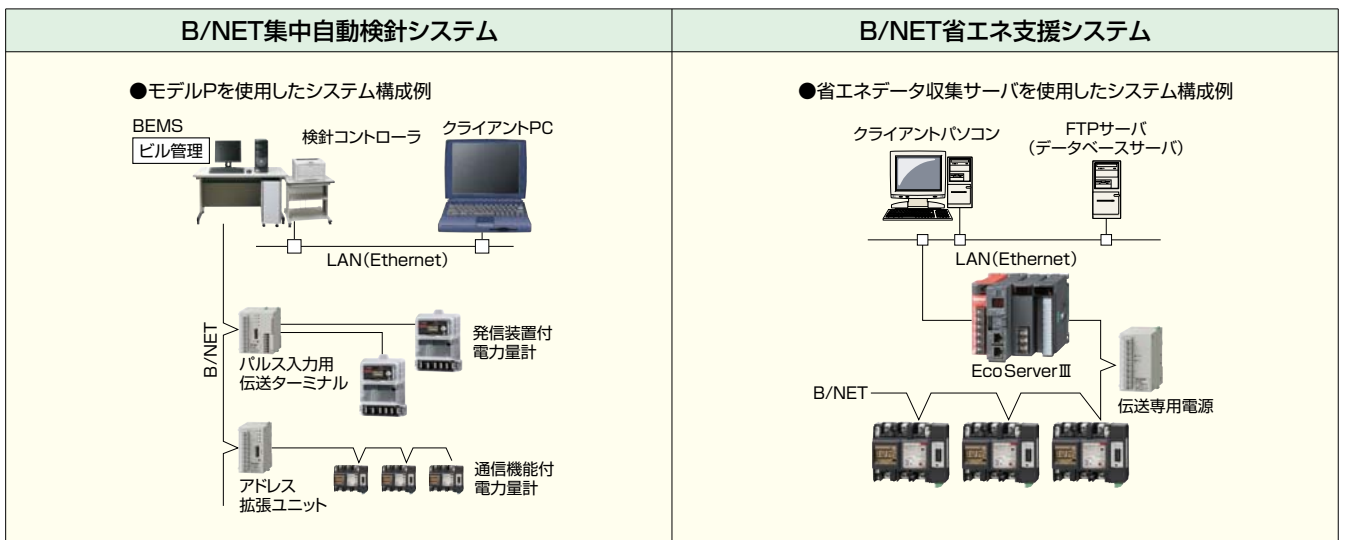 B/NET集中自動検針システム
●モデルPを使用したシステム構成例
BEMS
ビル管理
検針コントローラ
クライアントPC
LAN(Ethernet)
B/NET
パルス入力用
伝送ターミナル
発信装置付
電力量計
アドレス
拡張ユニット
通信機能付
電力量計
B/NET省エネ支援システム
●省エネデータ収集サーバを使用したシステム構成例
クライアントパソコン
FTPサーバ
(データベースサーバ)
LAN(Ethernet)
EcoServerⅢ
B/NET
伝送専用電源